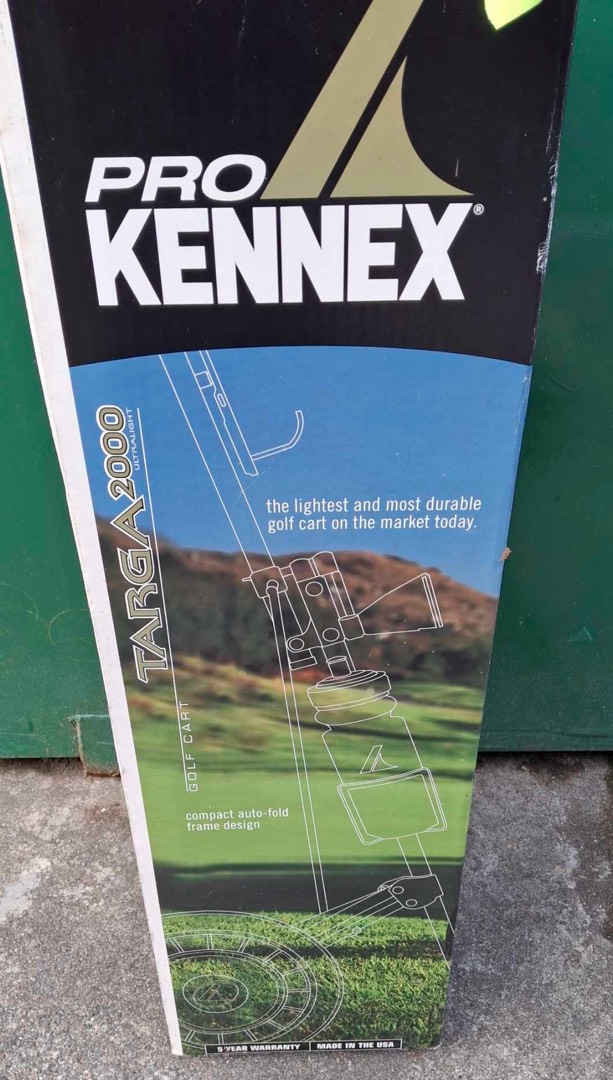 PRO
KENNEX®
TARGA2000
ULTRALIGHT
the lightest and most durable
golf cart on the market today.
GOLF CART
compact auto-fold
frame design
5 YEAR WARRANTY | MADE IN THE USA